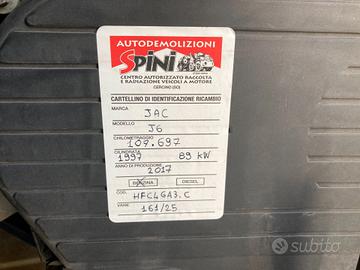 AUTODEMOLIZIONI
SPINI
CENTRO AUTORIZZATO RACCOLTA
E RADIAZIONE VEICOLI A MOTORE
CERCINO (SO)
CARTELLINO DI IDENTIFICAZIONE RICAMBIO
MARCA
JAC
MODELLO
J6
CHILOMETRAGGIO
107.697
CILINDRATA
1997 89 kW
ANNO DI PRODUZIONE
2017
BENZINA DIESEL
COD.
HFC4GA3.C
VARIE
161/25
subito